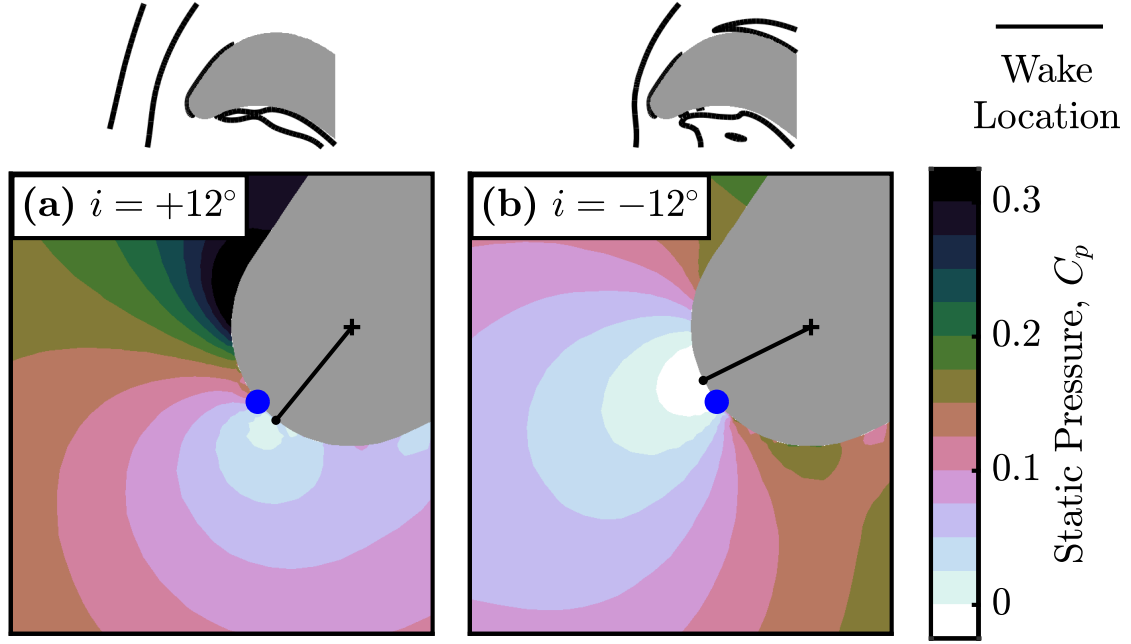 Wake
Location
(a) i = +12°
(b) i = −12°
0.3
0.2
0.1
0
Static Pressure, Cₚ